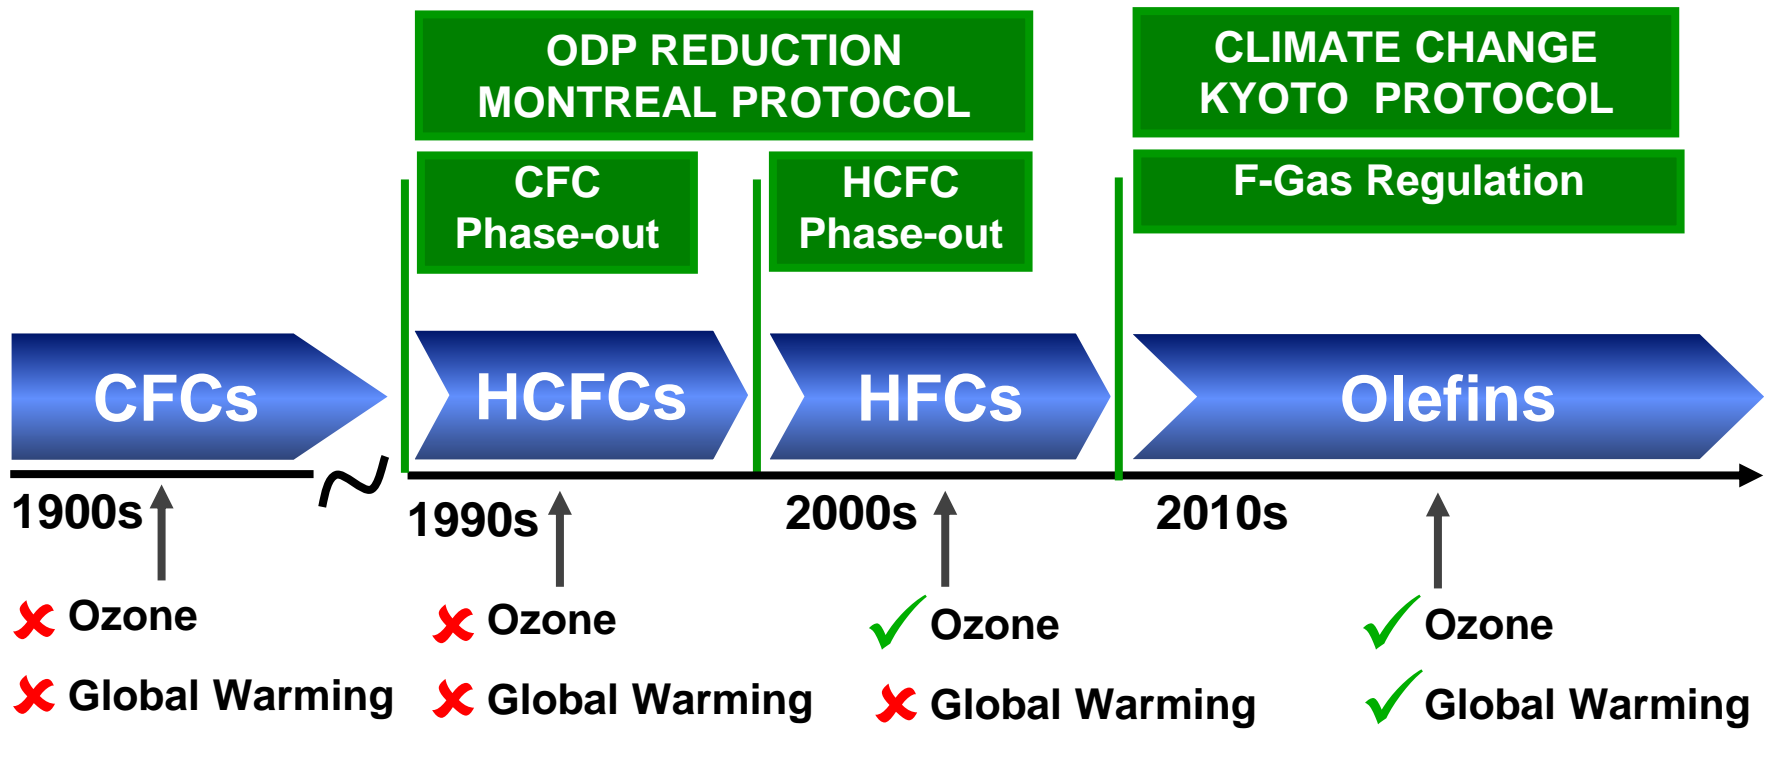 ODP REDUCTION
MONTREAL PROTOCOL
CLIMATE CHANGE
KYOTO PROTOCOL
CFC
Phase-out
HCFC
Phase-out
F-Gas Regulation
CFCs
HCFCs
HFCs
Olefins
1900s
1990s
2000s
2010s
Ozone
Global Warming
Ozone
Global Warming
Ozone
Global Warming
Ozone
Global Warming